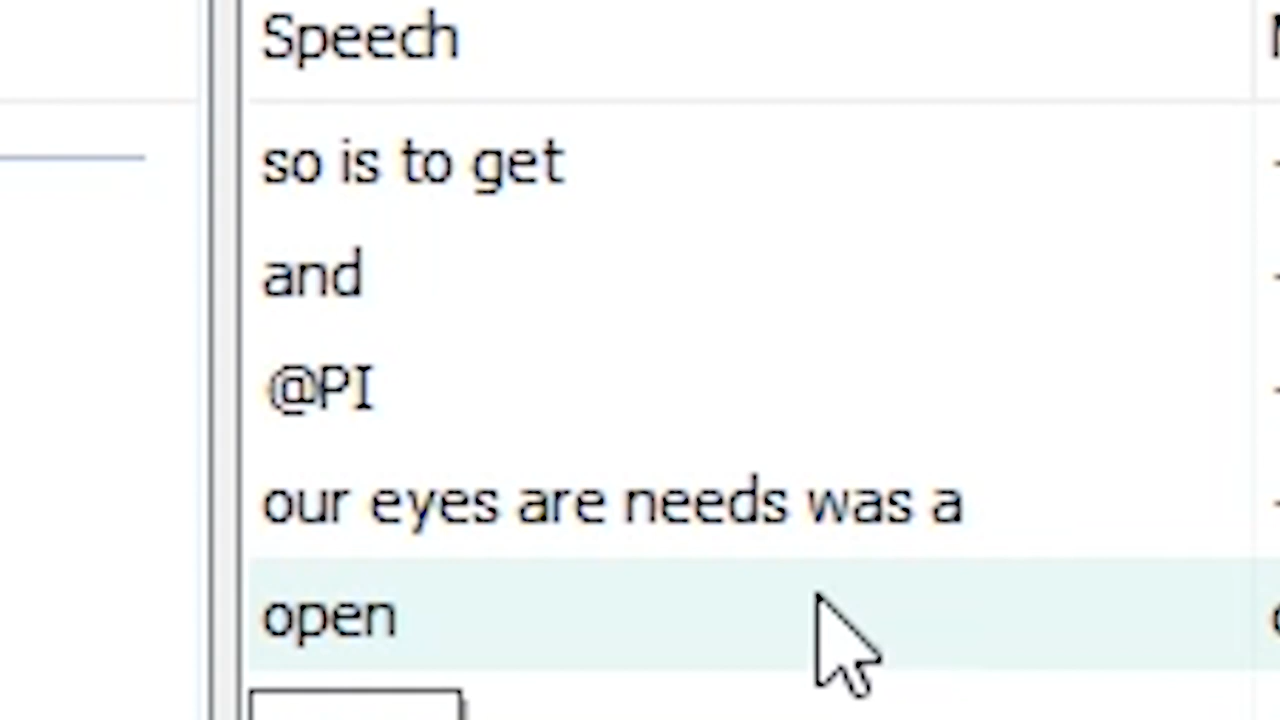 Speech
so is to get
and
@PI
our eyes are needs was a
open